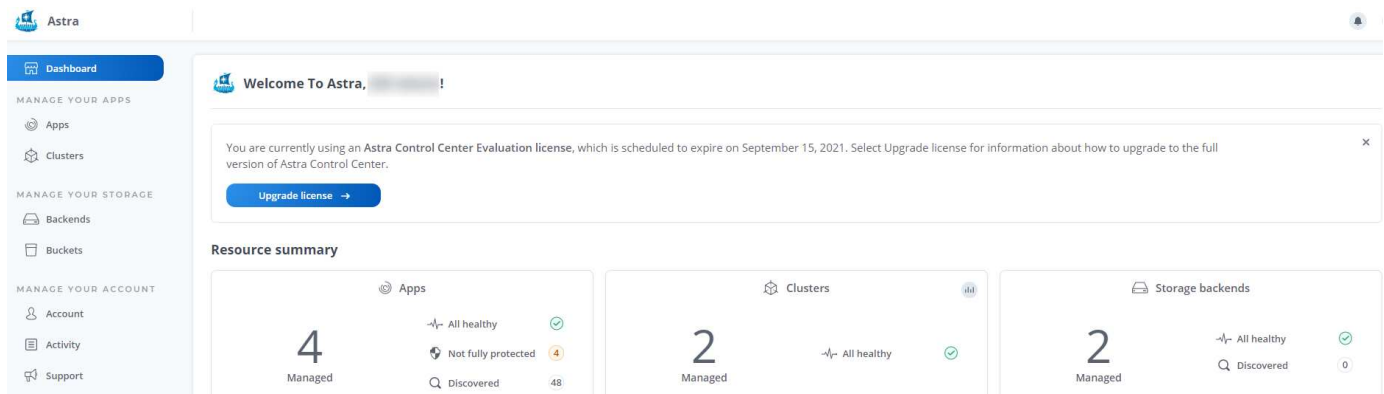 Astra
Dashboard
MANAGE YOUR APPS
Apps
Clusters
MANAGE YOUR STORAGE
Backends
Buckets
MANAGE YOUR ACCOUNT
Account
Activity
Support
Welcome To Astra, !
You are currently using an Astra Control Center Evaluation license, which is scheduled to expire on September 15, 2021. Select Upgrade license for information about how to upgrade to the full
version of Astra Control Center.
Upgrade license →
Resource summary
Apps
4
Managed
All healthy
Not fully protected 4
Discovered 48
Clusters
2
Managed
All healthy
Storage backends
2
Managed
All healthy
Discovered 0